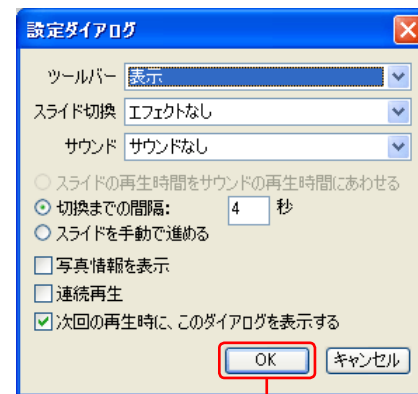 設定ダイアログ
ツールバー 表示
スライド切換 エフェクトなし
サウンド サウンドなし
スライドの再生時間をサウンドの再生時間にあわせる
切換までの間隔: 4 秒
スライドを手動で進める
写真情報を表示
連続再生
次回の再生時に、このダイアログを表示する
OK キャンセル